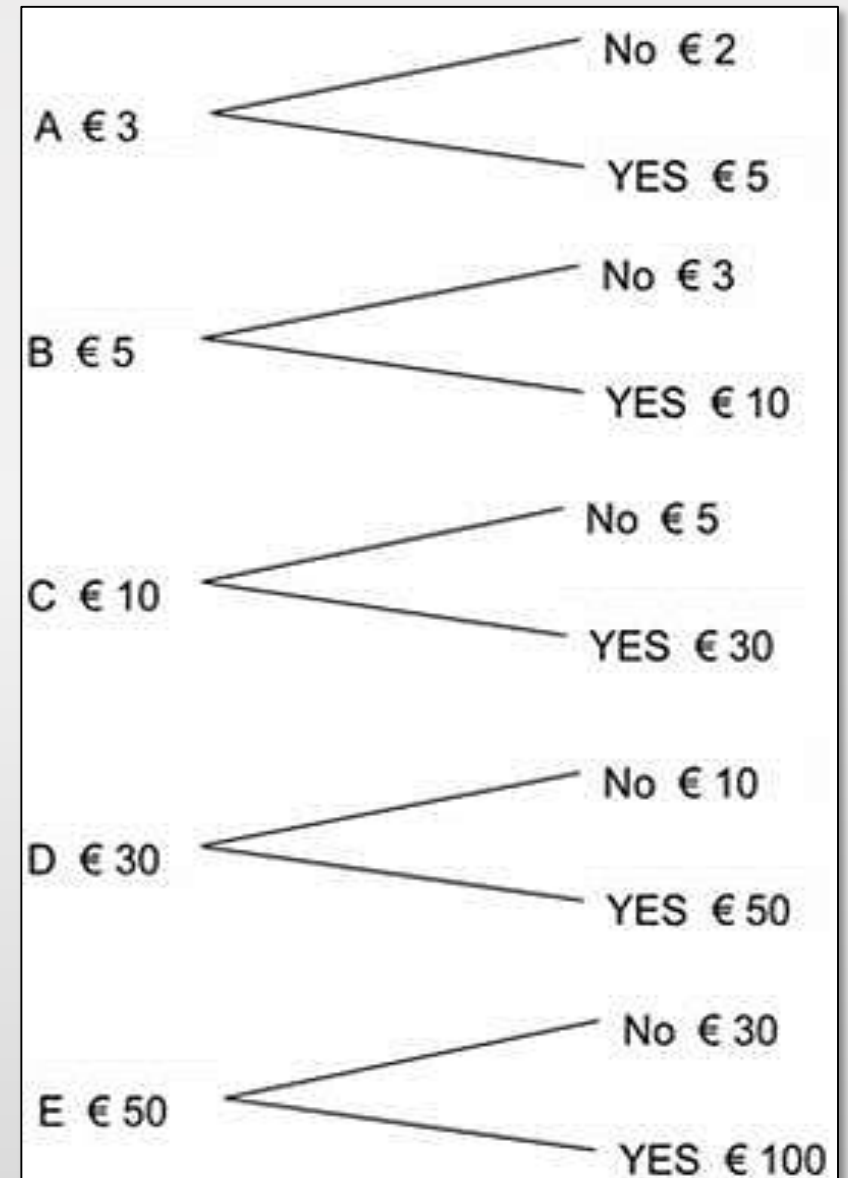 No € 2
A € 3
YES € 5
No € 3
B € 5
YES € 10
No € 5
C € 10
YES € 30
No € 10
D € 30
YES € 50
No € 30
E € 50
YES € 100